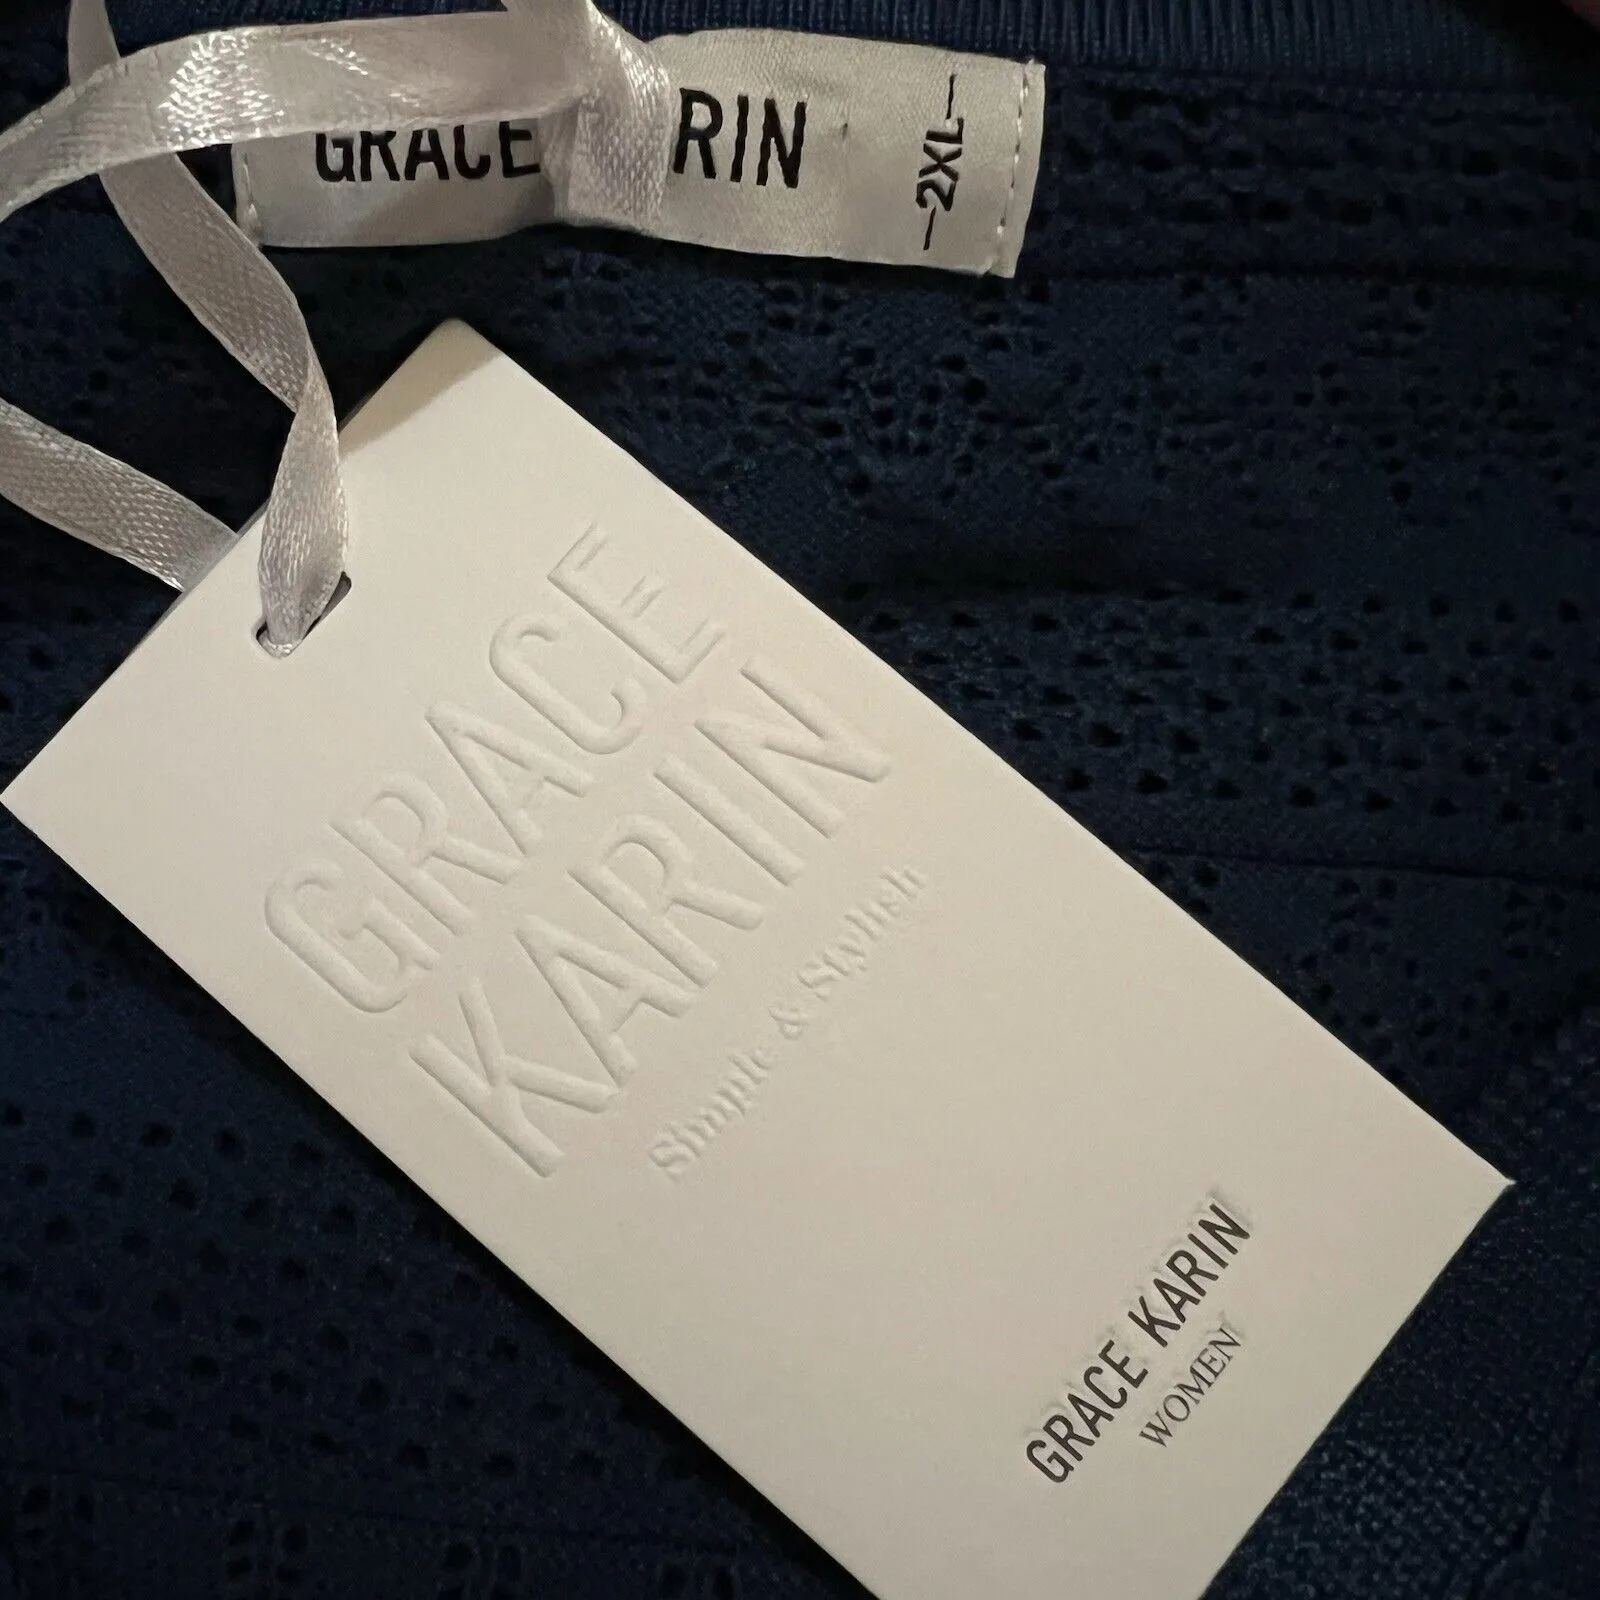 GRACE RIN
2XL
GRACE
KARIN
Simple & Stylish
GRACE KARIN
WOMEN